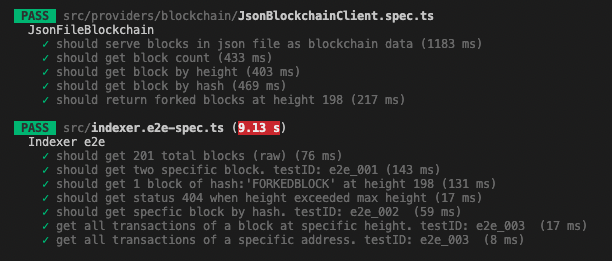 PASS src/providers/blockchain/JsonBlockchainClient.spec.ts
JsonFileBlockchain
✓ should serve blocks in json file as blockchain data (1183 ms)
✓ should get block count (433 ms)
✓ should get block by height (403 ms)
✓ should get block by hash (469 ms)
✓ should return forked blocks at height 198 (217 ms)
PASS src/indexer.e2e-spec.ts (9.13 s)
Indexer e2e
✓ should get 201 total blocks (raw) (76 ms)
✓ should get two specific block. testID: e2e_001 (143 ms)
✓ should get 1 block of hash:'FORKEDBLOCK' at height 198 (131 ms)
✓ should get status 404 when height exceeded max height (17 ms)
✓ should get specfic block by hash. testID: e2e_002  (59 ms)
✓ get all transactions of a block at specific height. testID: e2e_003  (17 ms)
✓ get all transactions of a specific address. testID: e2e_003  (8 ms)